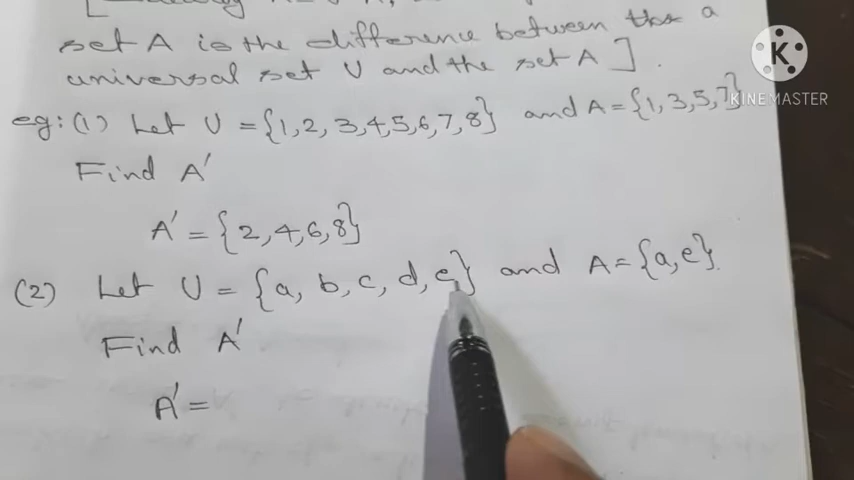 set A is the difference between the a
universal set U and the set A ].
eg: (1) Let U = {1, 2, 3, 4, 5, 6, 7, 8} and A = {1, 3, 5, 7}
Find A'
A' = {2, 4, 6, 8}
(2) Let U = {a, b, c, d, e} and A = {a, e}.
Find A'
A' =
K
KINEMASTER